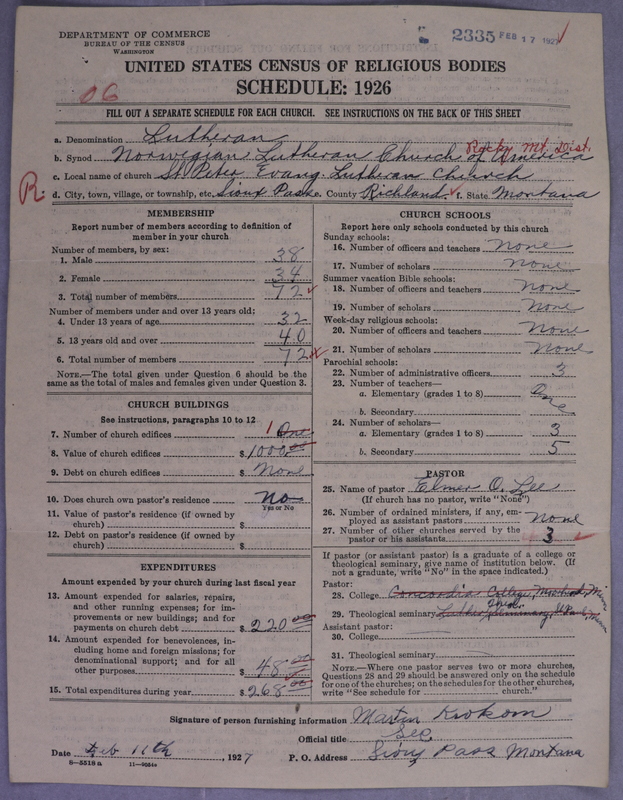 DEPARTMENT OF COMMERCE
BUREAU OF THE CENSUS
WASHINGTON
2335 FEB 17 1927
UNITED STATES CENSUS OF RELIGIOUS BODIES
SCHEDULE: 1926
06
FILL OUT A SEPARATE SCHEDULE FOR EACH CHURCH. SEE INSTRUCTIONS ON THE BACK OF THIS SHEET
a. Denomination Lutheran
Rocky Mt. Dist.
b. Synod Norwegian Lutheran Church of America
c. Local name of church St Peter Evang. Lutheran Church
R. d. City, town, village, or township, etc. Sioux Pass e. County Richland f. State Montana
MEMBERSHIP
Report number of members according to definition of
member in your church
Number of members, by sex:
1. Male 38
2. Female 34
3. Total number of members 72
Number of members under and over 13 years old:
4. Under 13 years of age 32
5. 13 years old and over 40
6. Total number of members 72
NOTE.—The total given under Question 6 should be
same as the total of males and females given under Question 3.
CHURCH BUILDINGS
See instructions, paragraphs 10 to 12
7. Number of church edifices 1 One
8. Value of church edifices $ 1000 00
9. Debt on church edifices $ None
10. Does church own pastor's residence No
Yes or No
11. Value of pastor's residence (if owned by
church) $
12. Debt on pastor's residence (if owned by
church) $
EXPENDITURES
Amount expended by your church during last fiscal year
13. Amount expended for salaries, repairs,
and other running expenses; for im-
provements or new buildings; and for
payments on church debt $ 220 00
14. Amount expended for benevolences, in-
cluding home and foreign missions; for
denominational support; and for all
other purposes $ 48 00
15. Total expenditures during year $ 268 00
CHURCH SCHOOLS
Report here only schools conducted by this church
Sunday schools:
16. Number of officers and teachers None
17. Number of scholars None
Summer vacation Bible schools:
18. Number of officers and teachers None
19. Number of scholars None
Week-day religious schools:
20. Number of officers and teachers None
21. Number of scholars None
Parochial schools:
22. Number of administrative officers 3
23. Number of teachers—
a. Elementary (grades 1 to 8) One
b. Secondary
24. Number of scholars—
a. Elementary (grades 1 to 8) 3
b. Secondary 5
PASTOR
25. Name of pastor Elmer O. Lee
(If church has no pastor, write "None")
26. Number of ordained ministers, if any, em-
ployed as assistant pastors None
27. Number of other churches served by the
pastor or his assistants 3
If pastor (or assistant pastor) is a graduate of a college or
theological seminary, give name of institution below. (If
not a graduate, write "No" in the space indicated.)
Pastor:
28. College Concordia College, Moorhead, Minn
29. Theological seminary Luther Theol. Seminary, St Paul, Minn
Assistant pastor:
30. College
31. Theological seminary
NOTE.—Where one pastor serves two or more churches,
Questions 28 and 29 should be answered only on the schedule
for one of the churches; on the schedules for the other churches,
write "See schedule for church."
Signature of person furnishing information Martin
Official title Sec
Date Feb 11th, 1927 P. O. Address Sioux Pass Montana
8—5518 a